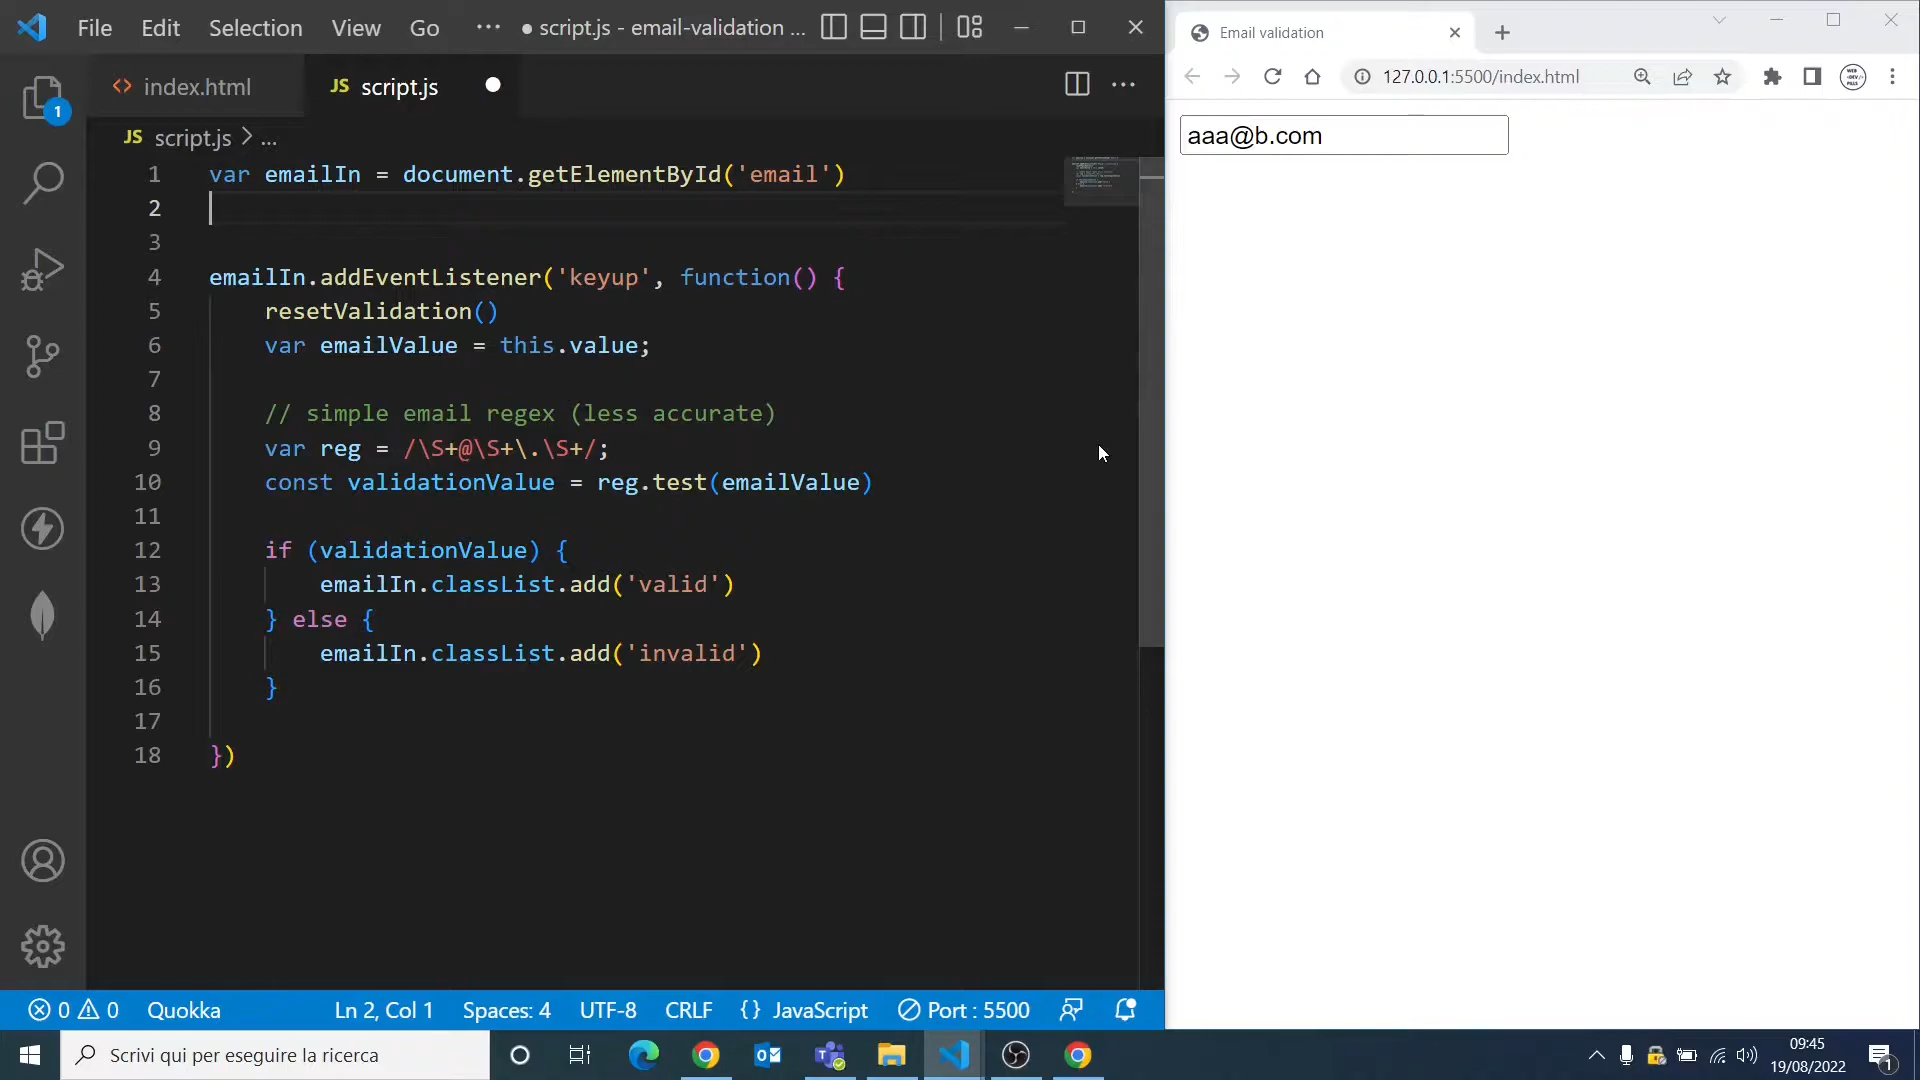 File Edit Selection View Go ··· ● script.js - email-validation ...
index.html JS script.js
JS script.js > ...
1 var emailIn = document.getElementById('email')
2
3
4 emailIn.addEventListener('keyup', function() {
5 resetValidation()
6 var emailValue = this.value;
7
8 // simple email regex (less accurate)
9 var reg = /\S+@\S+\.\S+/;
10 const validationValue = reg.test(emailValue)
11
12 if (validationValue) {
13 emailIn.classList.add('valid')
14 } else {
15 emailIn.classList.add('invalid')
16 }
17
18 })
1
0 0 Quokka Ln 2, Col 1 Spaces: 4 UTF-8 CRLF {} JavaScript Port : 5500
Email validation
127.0.0.1:5500/index.html
aaa@b.com
Scrivi qui per eseguire la ricerca
09:45
19/08/2022
1